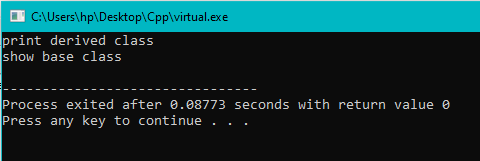 C:\Users\hp\Desktop\Cpp\virtual.exe
print derived class
show base class
--------------------------------
Process exited after 0.08773 seconds with return value 0
Press any key to continue . . .